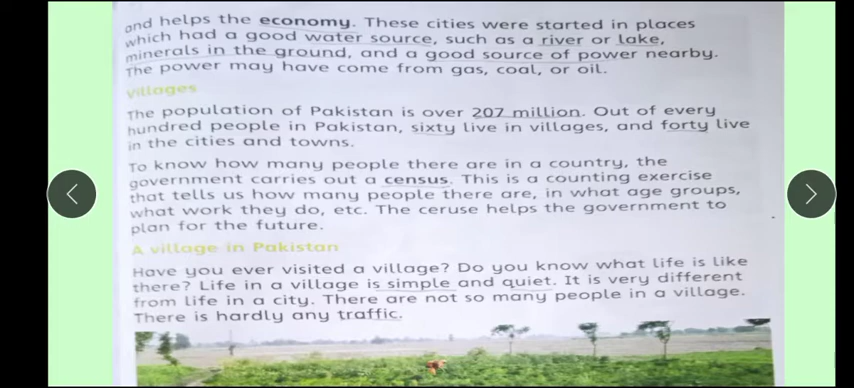 and helps the economy. These cities were started in places
which had a good water source, such as a river or lake,
minerals in the ground, and a good source of power nearby.
The power may have come from gas, coal, or oil.
Villages
The population of Pakistan is over 207 million. Out of every
hundred people in Pakistan, sixty live in villages, and forty live
in the cities and towns.
To know how many people there are in a country, the
government carries out a census. This is a counting exercise
that tells us how many people there are, in what age groups,
what work they do, etc. The ceruse helps the government to
plan for the future.
A village in Pakistan
Have you ever visited a village? Do you know what life is like
there? Life in a village is simple and quiet. It is very different
from life in a city. There are not so many people in a village.
There is hardly any traffic.